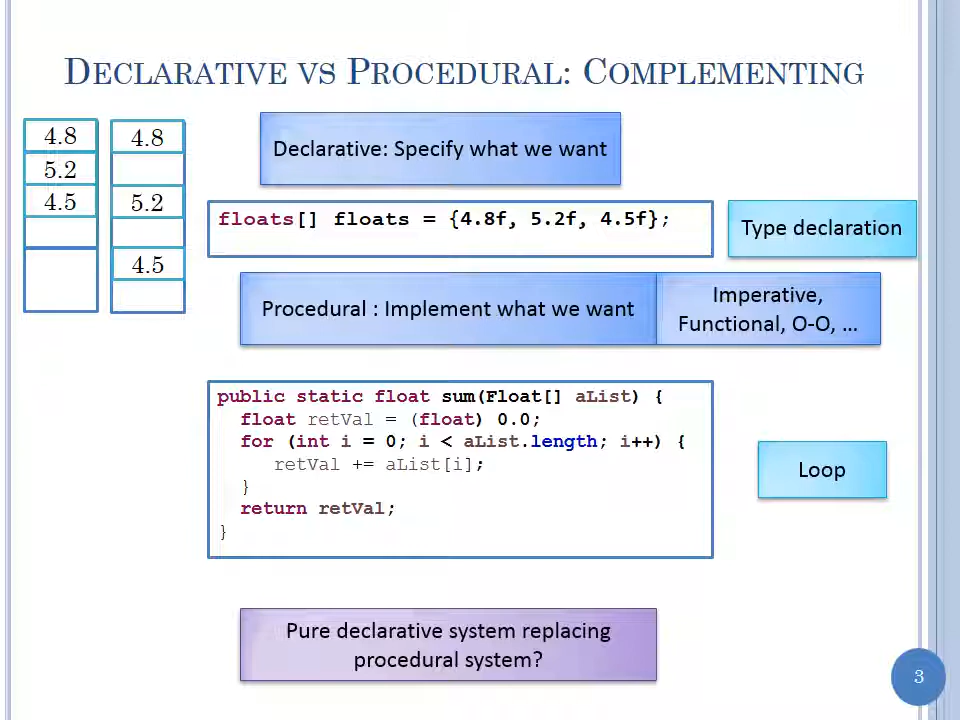 DECLARATIVE VS PROCEDURAL: COMPLEMENTING
4.8
5.2
4.5
4.8
5.2
4.5
Declarative: Specify what we want
floats[] floats = {4.8f, 5.2f, 4.5f};
Type declaration
Procedural : Implement what we want
Imperative,
Functional, O-O, ...
public static float sum(Float[] aList) {
float retVal = (float) 0.0;
for (int i = 0; i < aList.length; i++) {
retVal += aList[i];
}
return retVal;
}
Loop
Pure declarative system replacing
procedural system?
3